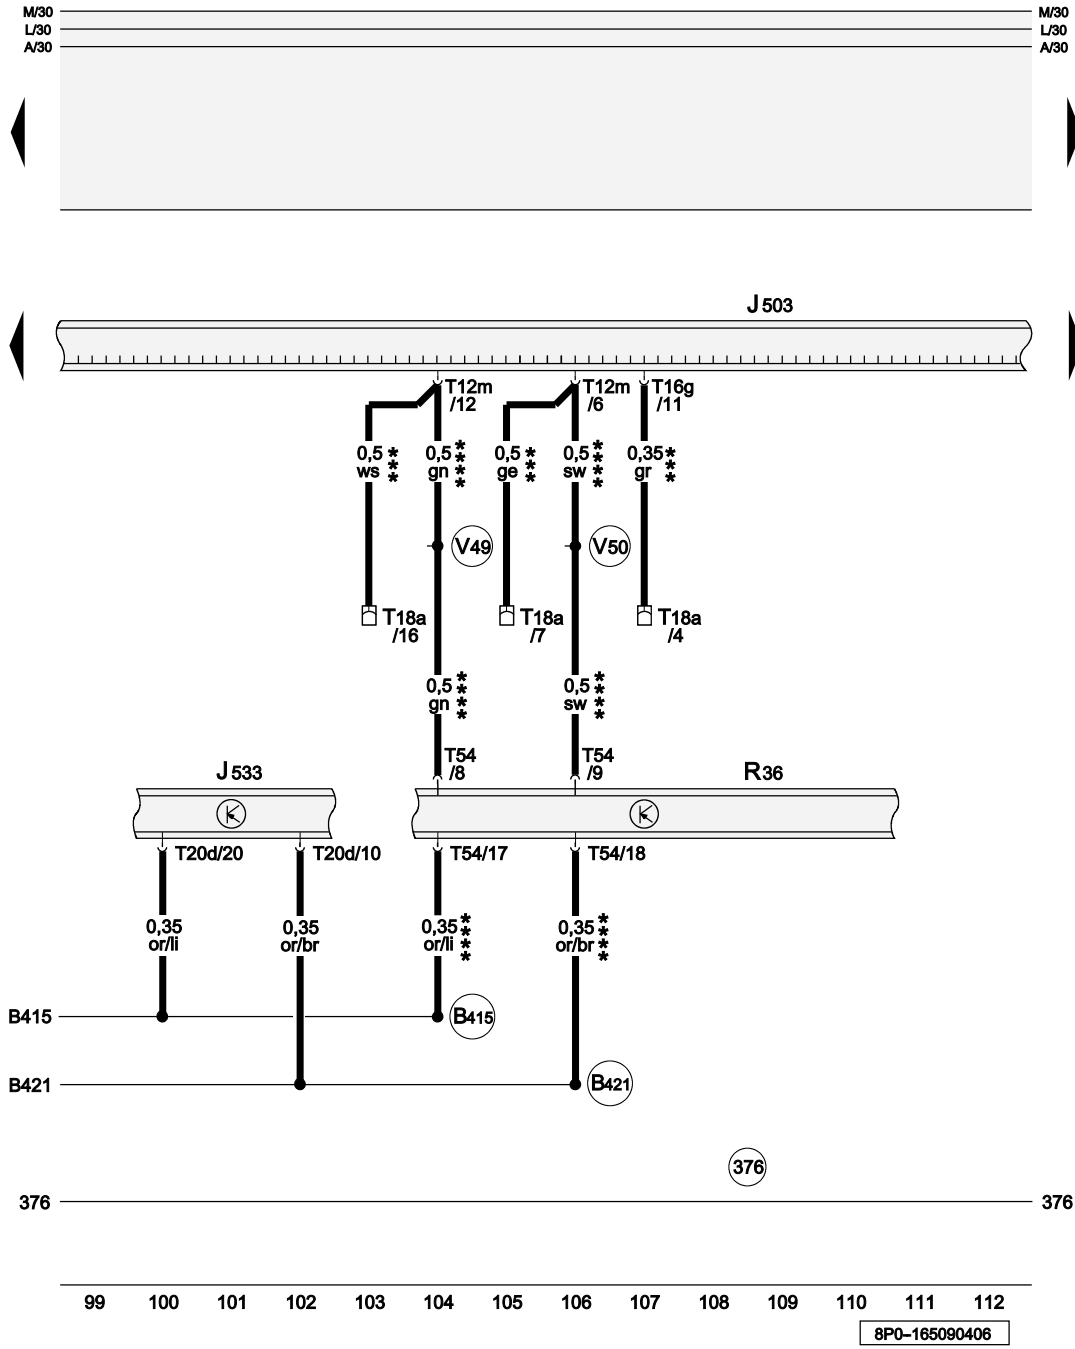 M/30 M/30
L/30 L/30
A/30 A/30
J 503
T12m T12m T16g
/12 /6 /11
0,5 *** 0,5 **** 0,5 *** 0,5 **** 0,35 ***
ws gn ge sw gr
V49 V50
T18a T18a T18a
/16 /7 /4
0,5 **** 0,5 ****
gn sw
T54 T54
/8 /9
J 533 R 36
T20d/20 T20d/10 T54/17 T54/18
0,35 0,35 0,35 **** 0,35 ****
or/li or/br or/li or/br
B415 B415
B421 B421
376
376 376
99 100 101 102 103 104 105 106 107 108 109 110 111 112
8P0-165090406